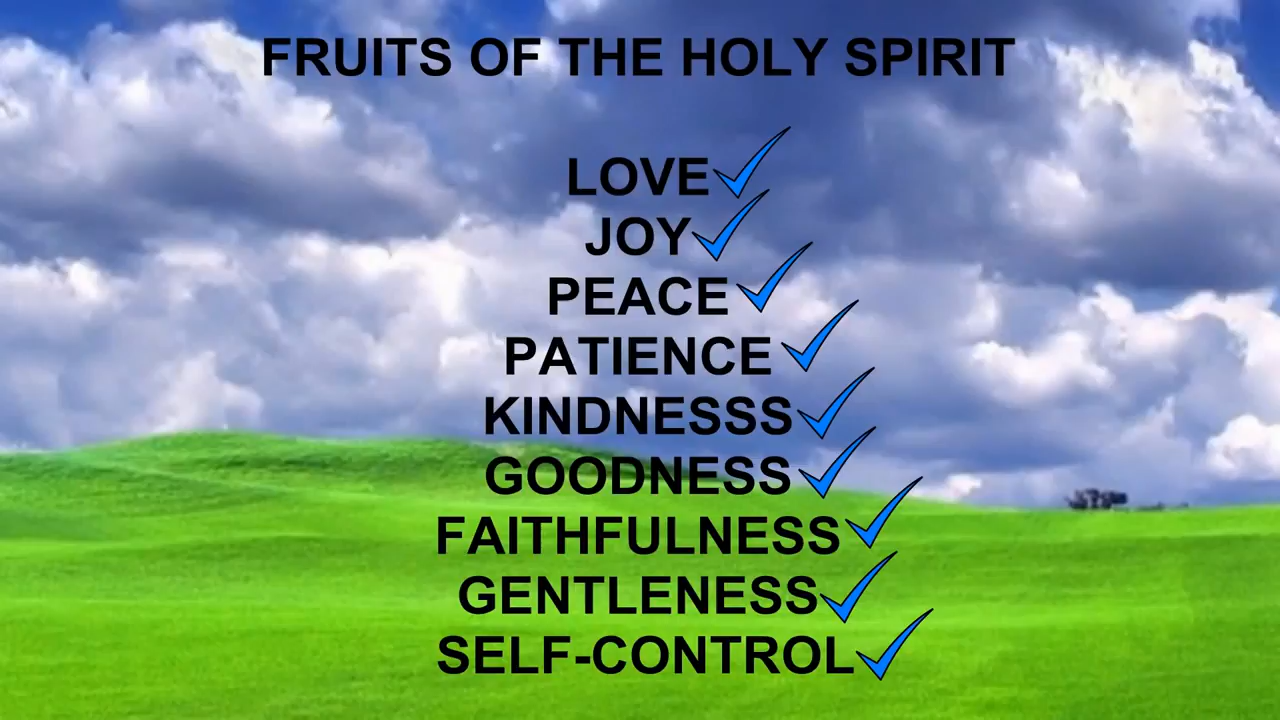 FRUITS OF THE HOLY SPIRIT
LOVE
JOY
PEACE
PATIENCE
KINDNESSS
GOODNESS
FAITHFULNESS
GENTLENESS
SELF-CONTROL